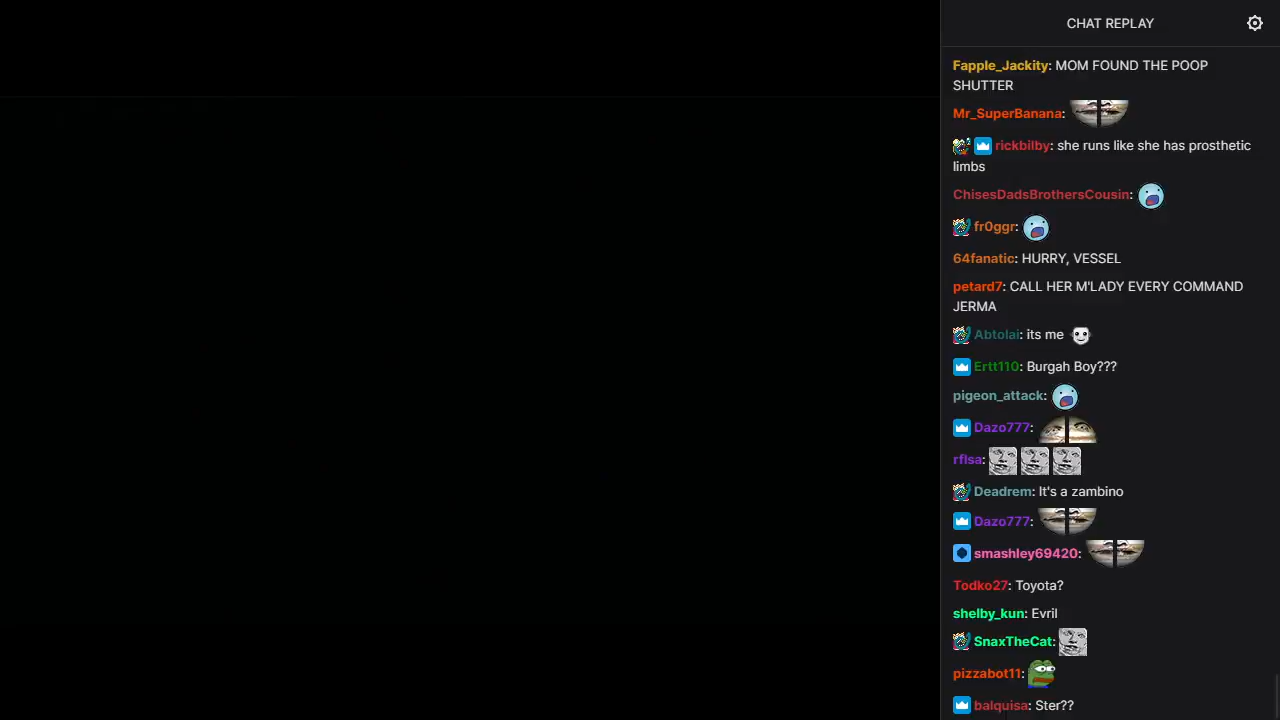 CHAT REPLAY
Fapple_Jackity: MOM FOUND THE POOP
SHUTTER
Mr_SuperBanana:
rickbilby: she runs like she has prosthetic
limbs
ChisesDadsBrothersCousin:
fr0ggr:
64fanatic: HURRY, VESSEL
petard7: CALL HER M'LADY EVERY COMMAND
JERMA
Abtolai: its me
Ertt110: Burgah Boy???
pigeon_attack:
Dazo777:
rflsa:
Deadrem: It's a zambino
Dazo777:
smashley69420:
Todko27: Toyota?
shelby_kun: Evril
SnaxTheCat:
pizzabot11:
balquisa: Ster??